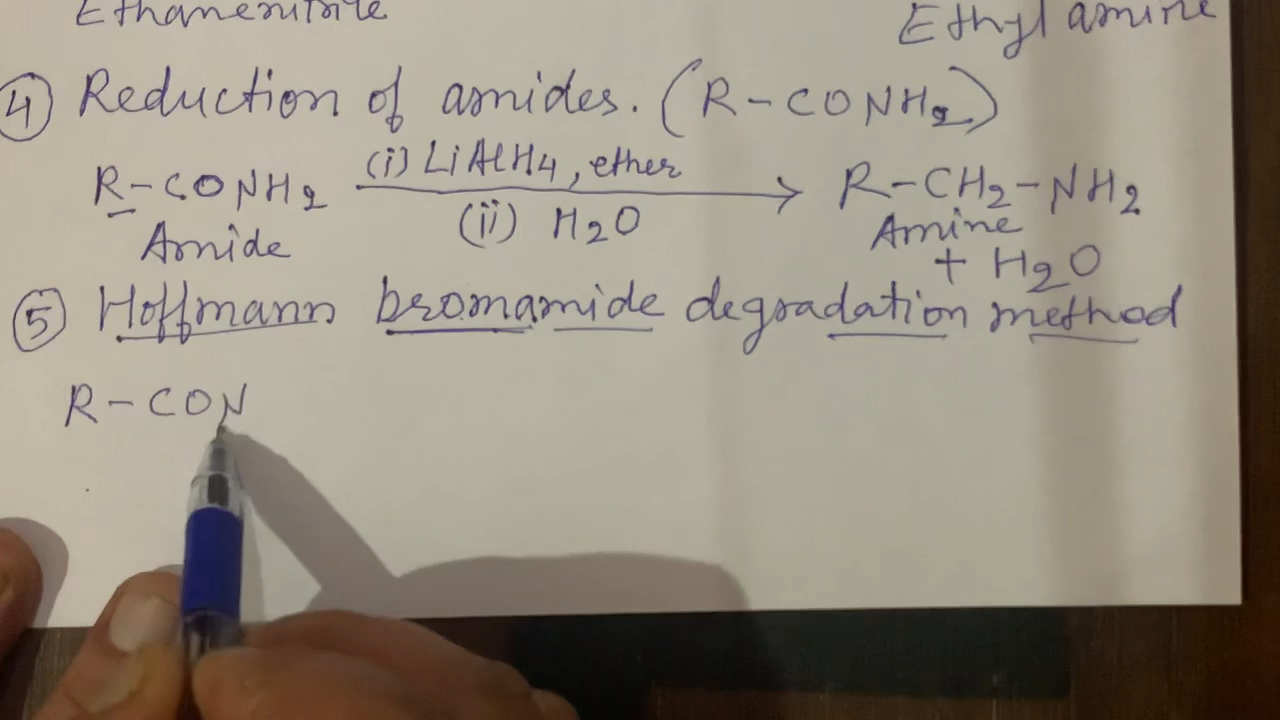 Ethanenitrile
Ethyl amine
④ Reduction of amides. (R-CONH₂)
R-CONH₂ (i) LiAlH4, ether → R-CH₂-NH₂
(ii) H₂O
Amide
Amine
+ H₂O
⑤ Hoffmann bromamide degradation method
R-CON